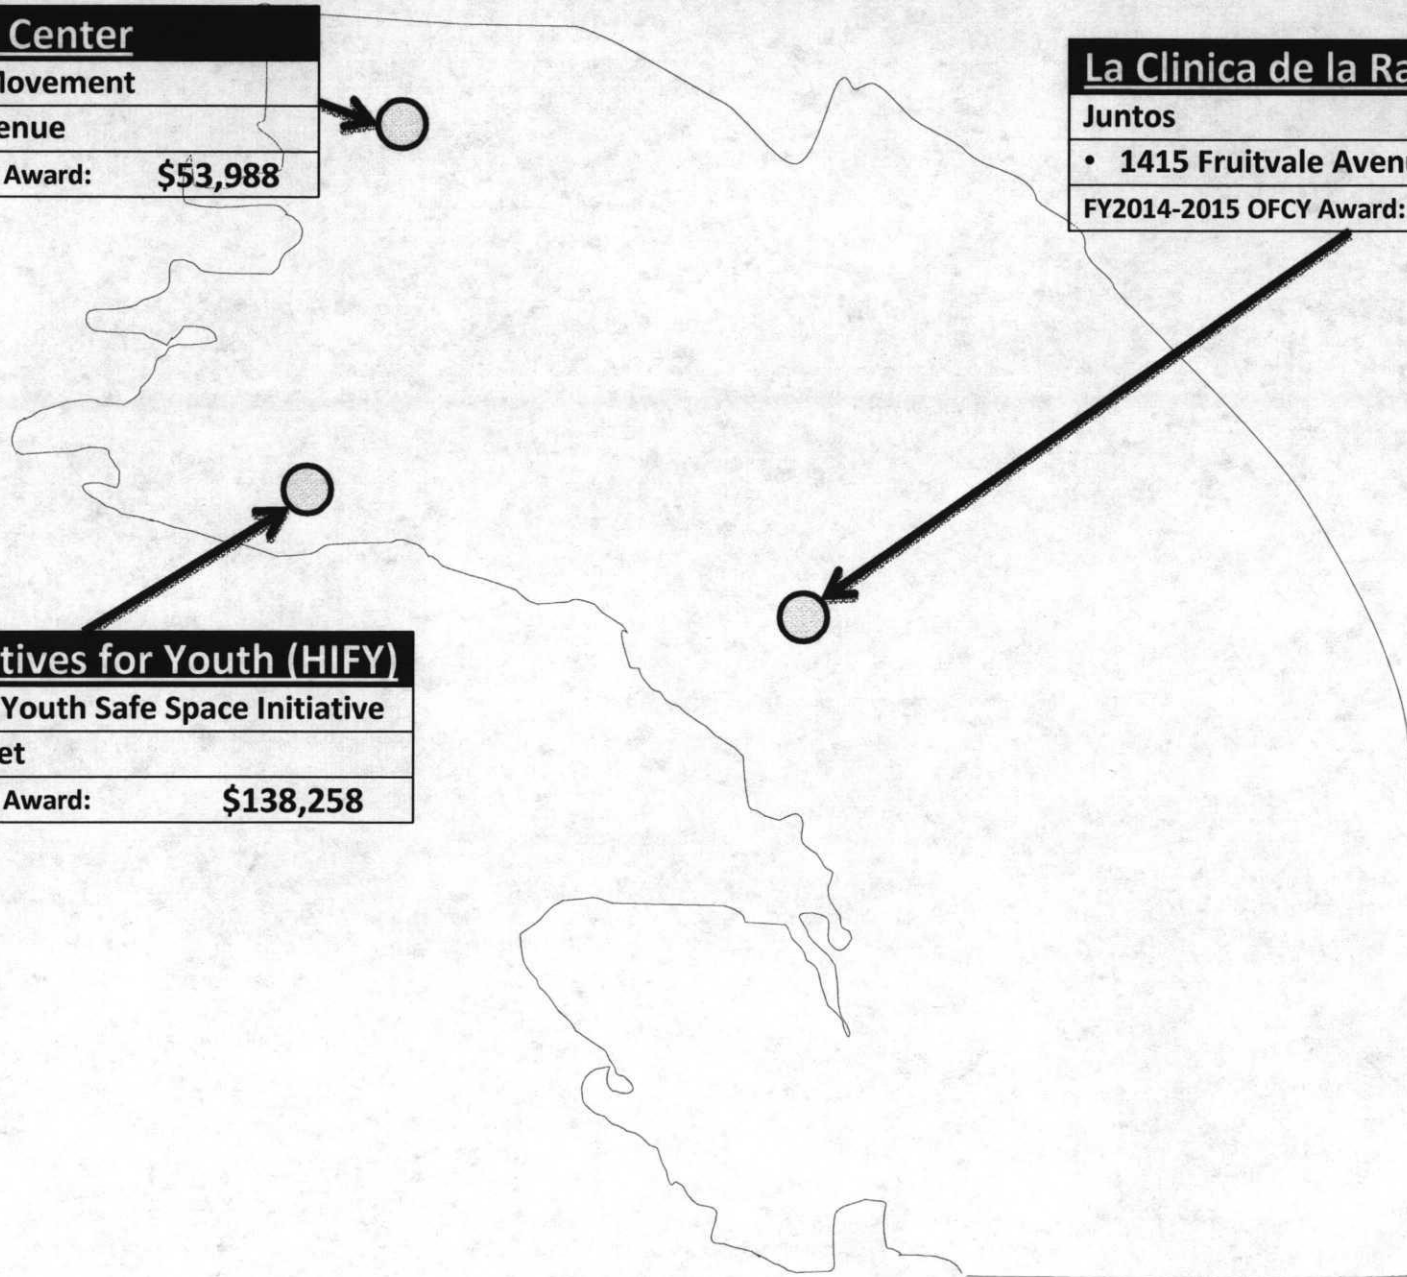 Center
Movement
enue
Award: $53,988
La Clinica de la Ra
Juntos
• 1415 Fruitvale Avenu
FY2014-2015 OFCY Award:
tives for Youth (HIFY)
Youth Safe Space Initiative
et
Award: $138,258